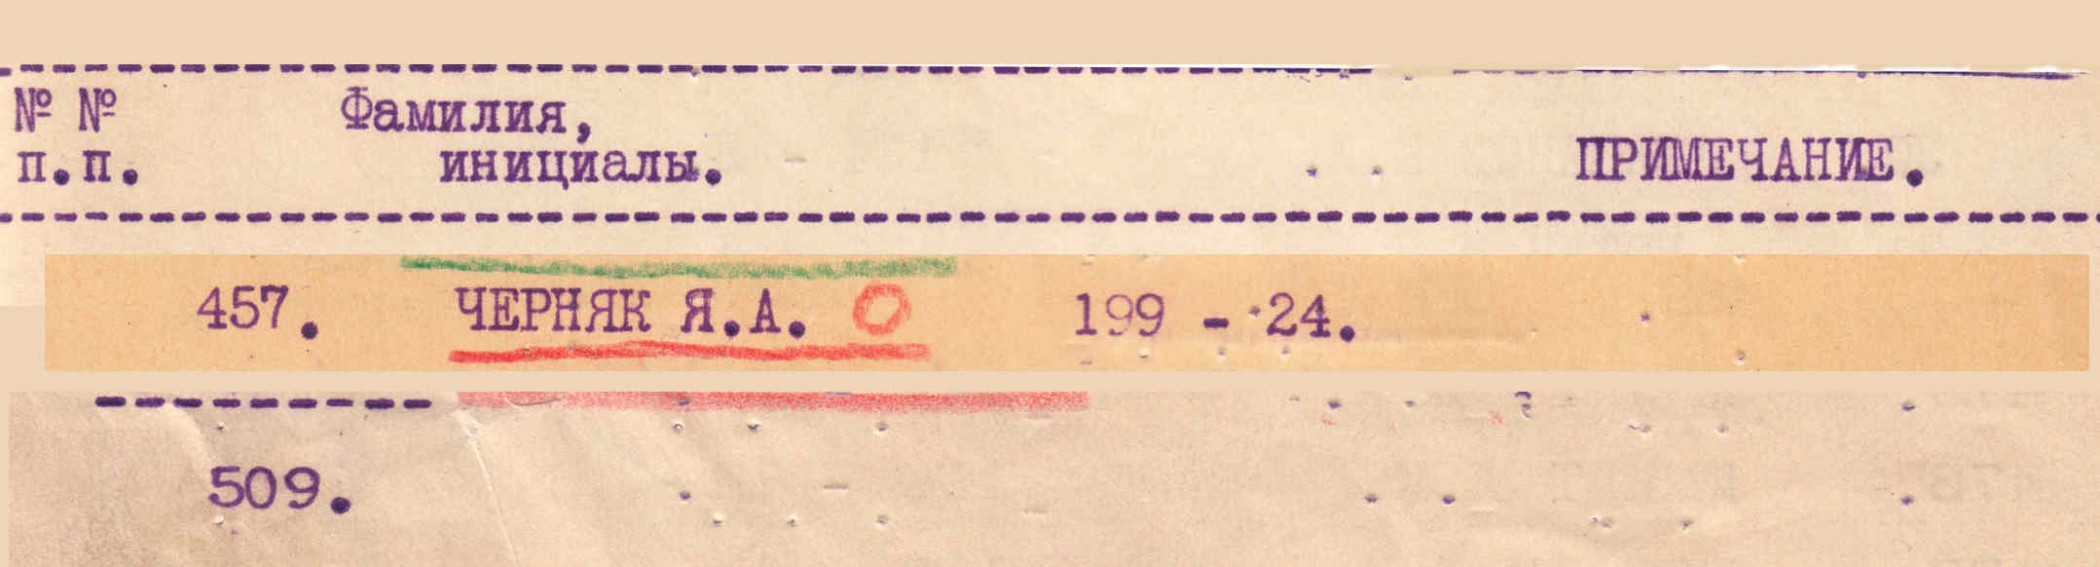 № № Фамилия,
п.п. инициалы. ПРИМЕЧАНИЕ.
457. ЧЕРНЯК Я.А. 199 - 24.
509.